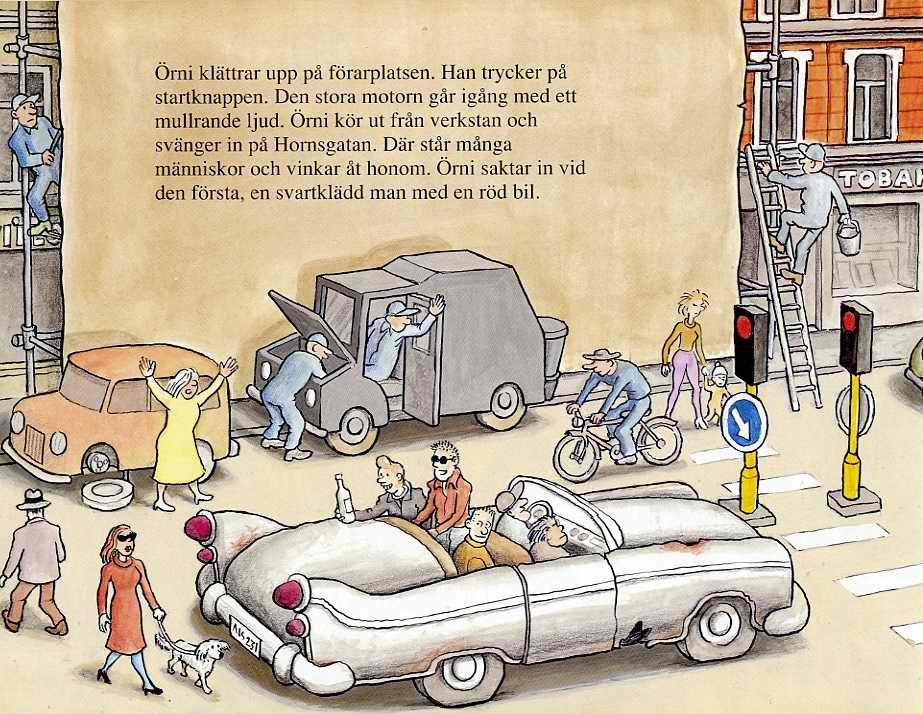 Örni klättrar upp på förarplatsen. Han trycker på
startknappen. Den stora motorn går igång med ett
mullrande ljud. Örni kör ut från verkstan och
svänger in på Hornsgatan. Där står många
människor och vinkar åt honom. Örni saktar in vid
den första, en svartklädd man med en röd bil.
TOBAK